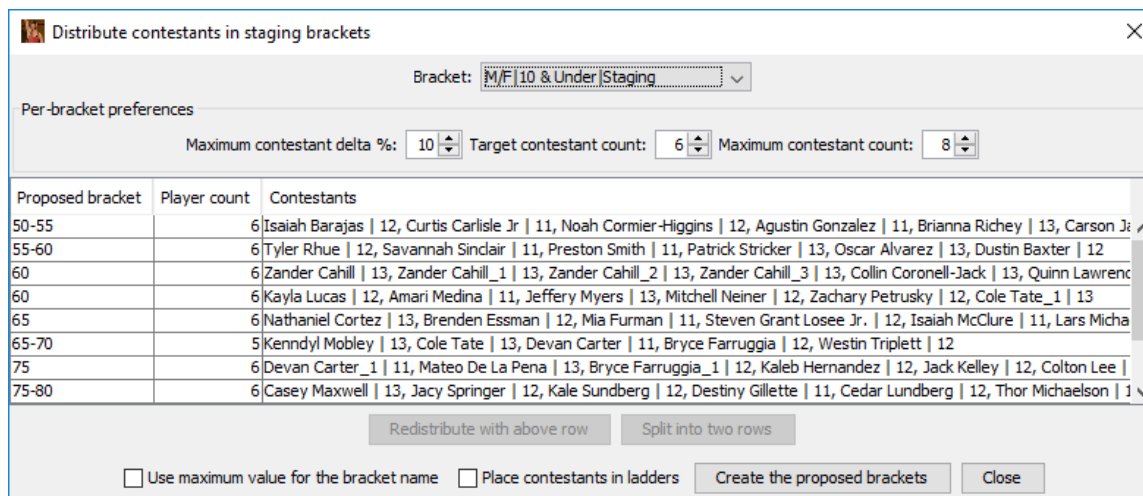 Distribute contestants in staging brackets
Bracket: M/F|10 & Under|Staging
Per-bracket preferences
Maximum contestant delta %: 10 Target contestant count: 6 Maximum contestant count: 8
Proposed bracket Player count Contestants
50-55 6 Isaiah Barajas | 12, Curtis Carlisle Jr | 11, Noah Cormier-Higgins | 12, Agustin Gonzalez | 11, Brianna Richey | 13, Carson Ja
55-60 6 Tyler Rhue | 12, Savannah Sinclair | 11, Preston Smith | 11, Patrick Stricker | 13, Oscar Alvarez | 13, Dustin Baxter | 12
60 6 Zander Cahill | 13, Zander Cahill_1 | 13, Zander Cahill_2 | 13, Zander Cahill_3 | 13, Collin Coronell-Jack | 13, Quinn Lawrenc
60 6 Kayla Lucas | 12, Amari Medina | 11, Jeffery Myers | 13, Mitchell Neiner | 12, Zachary Petrusky | 12, Cole Tate_1 | 13
65 6 Nathaniel Cortez | 13, Brenden Essman | 12, Mia Furman | 11, Steven Grant Losee Jr. | 12, Isaiah McClure | 11, Lars Micha
65-70 5 Kenndyl Mobley | 13, Cole Tate | 13, Devan Carter | 11, Bryce Farruggia | 12, Westin Triplett | 12
75 6 Devan Carter_1 | 11, Mateo De La Pena | 13, Bryce Farruggia_1 | 12, Kaleb Hernandez | 12, Jack Kelley | 12, Colton Lee |
75-80 6 Casey Maxwell | 13, Jacy Springer | 12, Kale Sundberg | 12, Destiny Gillette | 11, Cedar Lundberg | 12, Thor Michaelson | 1
Redistribute with above row Split into two rows
Use maximum value for the bracket name Place contestants in ladders Create the proposed brackets Close